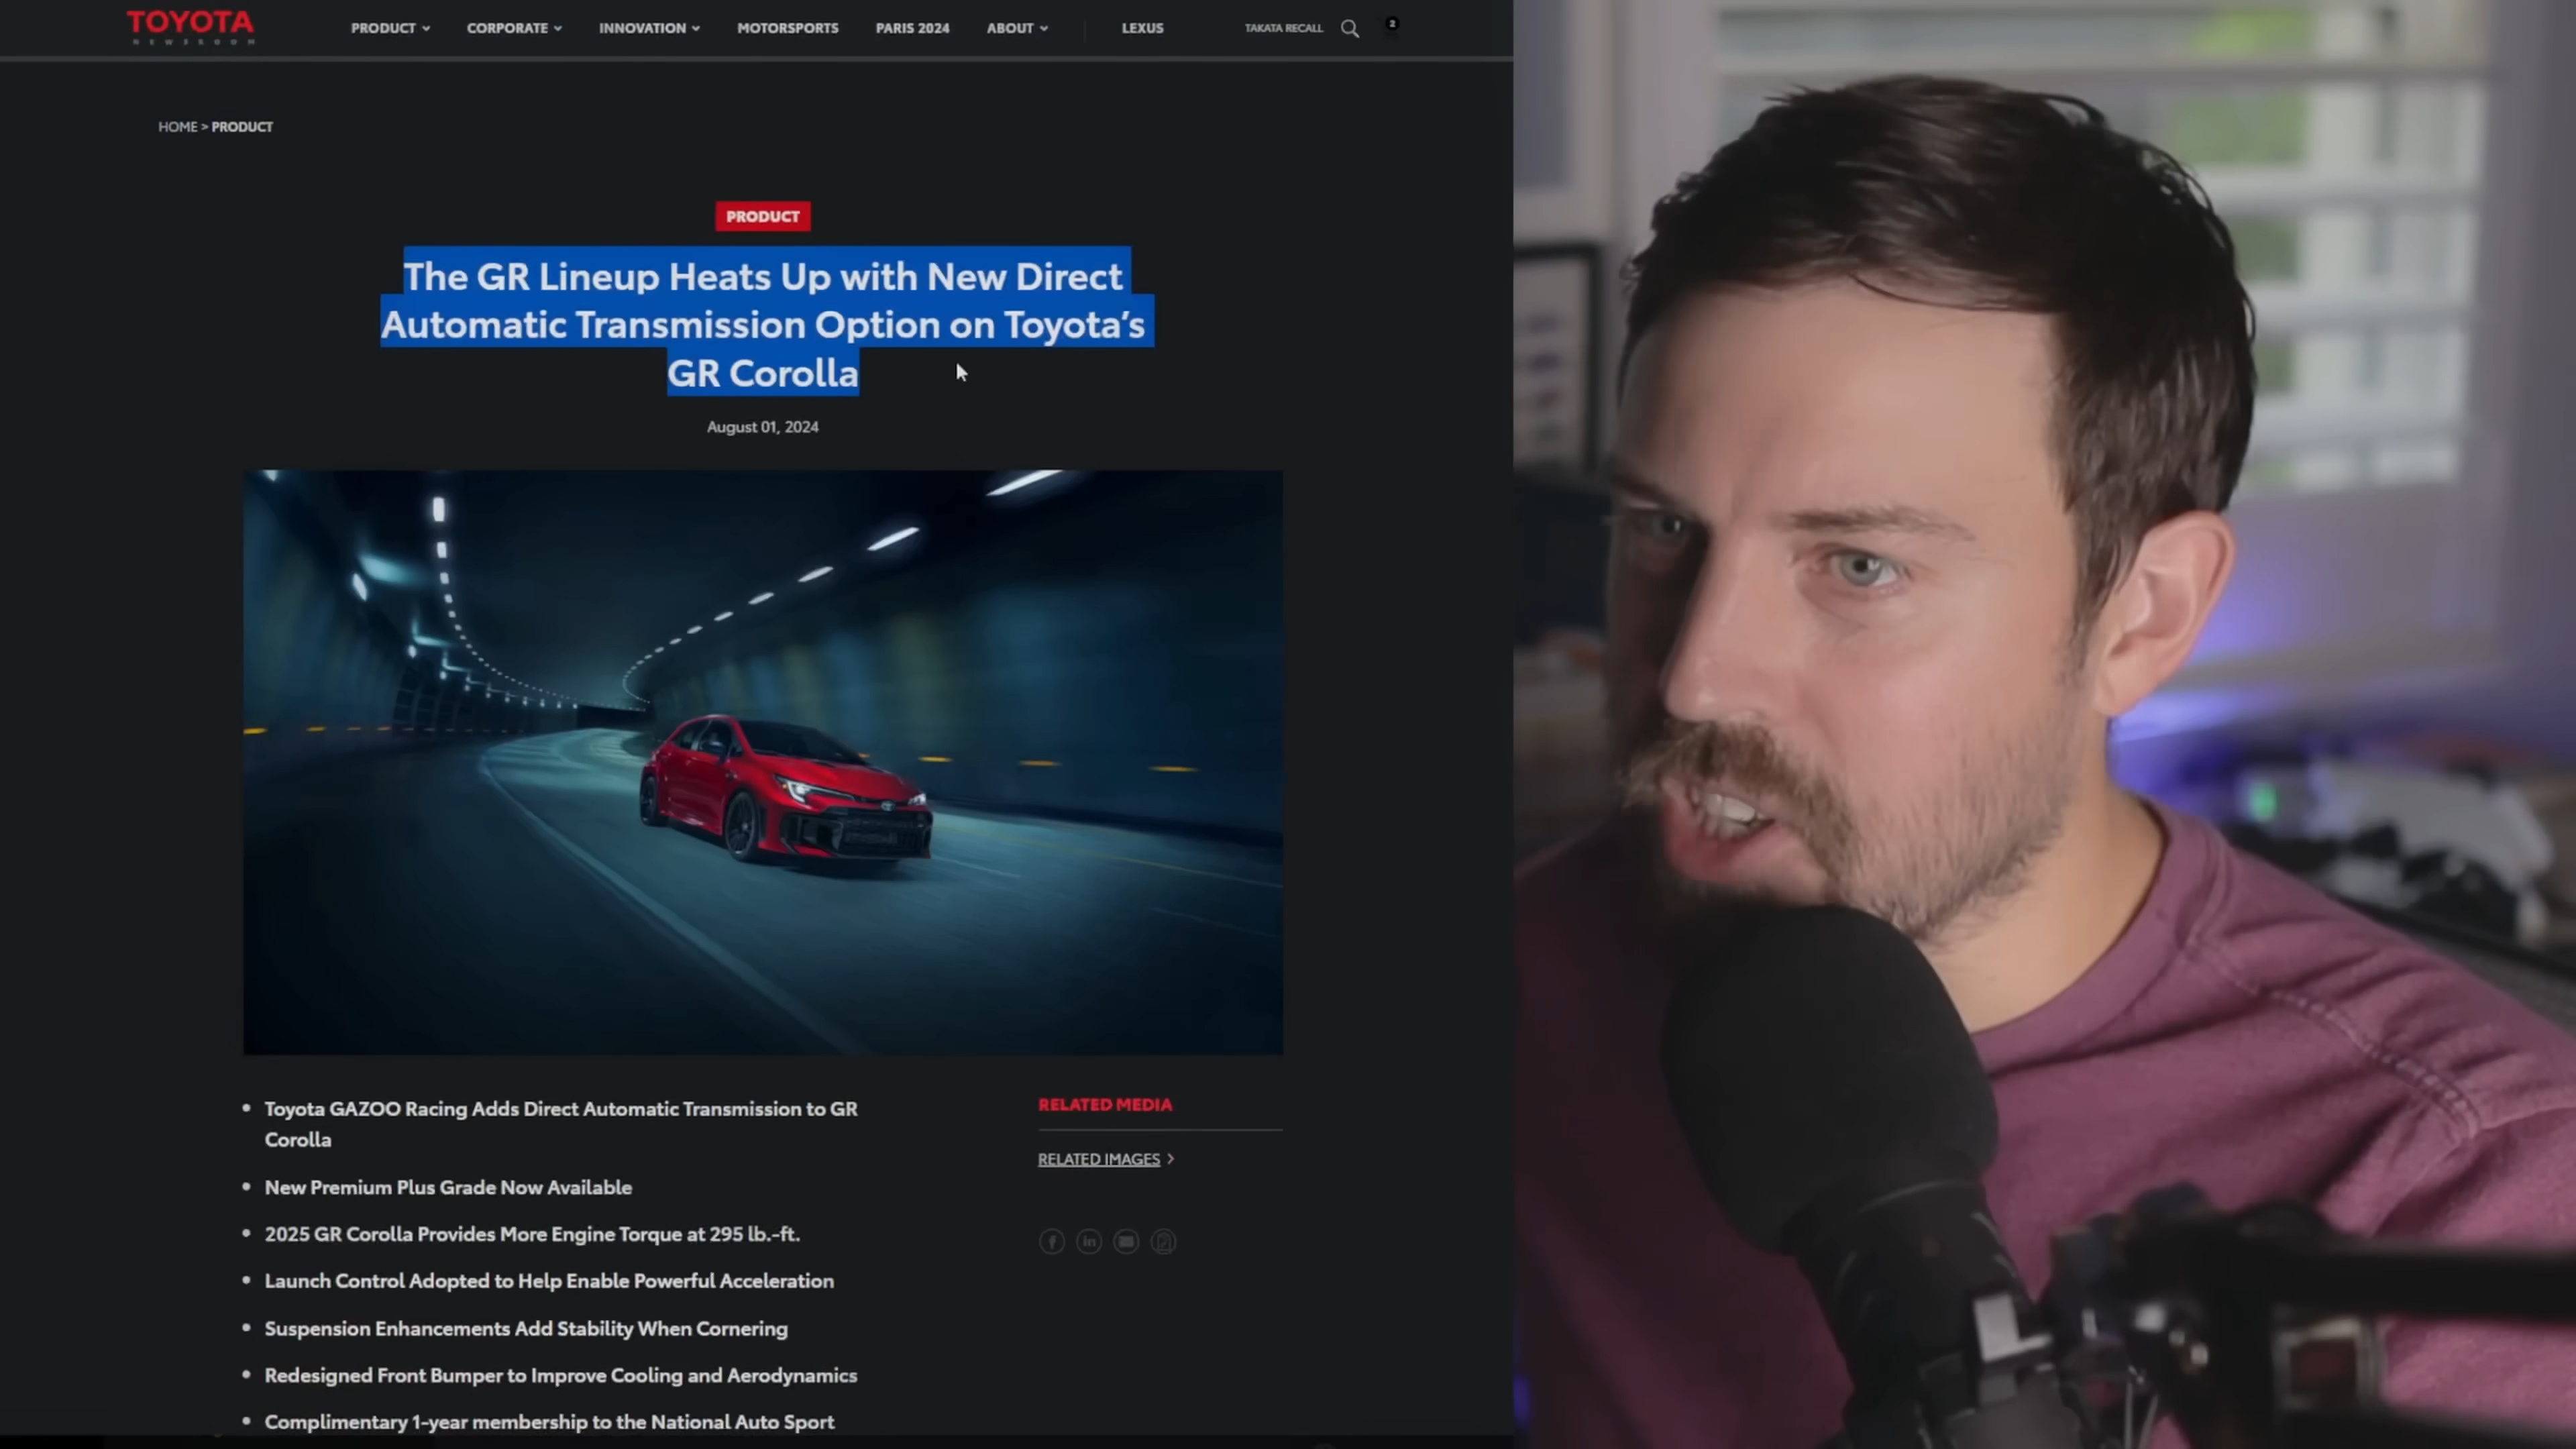 TOYOTA
NEWSROOM
PRODUCT
CORPORATE
INNOVATION
MOTORSPORTS
PARIS 2024
ABOUT
LEXUS
TAKATA RECALL
2
HOME > PRODUCT
PRODUCT
The GR Lineup Heats Up with New Direct
Automatic Transmission Option on Toyota’s
GR Corolla
August 01, 2024
• Toyota GAZOO Racing Adds Direct Automatic Transmission to GR
Corolla
• New Premium Plus Grade Now Available
• 2025 GR Corolla Provides More Engine Torque at 295 lb.-ft.
• Launch Control Adopted to Help Enable Powerful Acceleration
• Suspension Enhancements Add Stability When Cornering
• Redesigned Front Bumper to Improve Cooling and Aerodynamics
• Complimentary 1-year membership to the National Auto Sport
RELATED MEDIA
RELATED IMAGES >